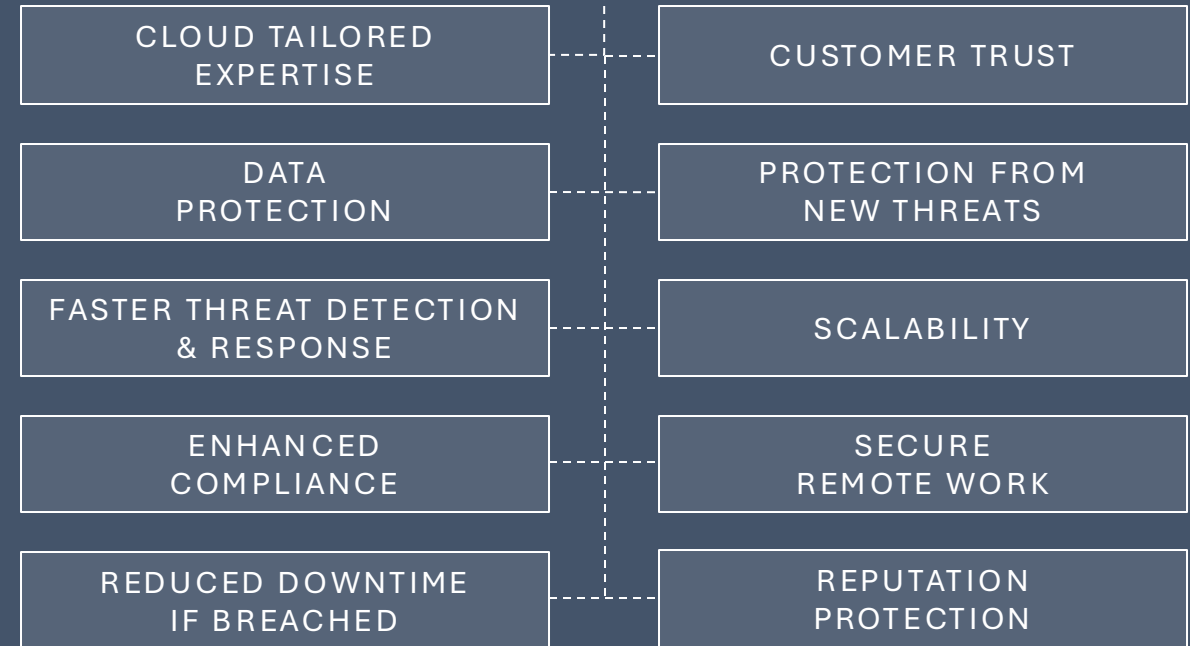 CLOUD TAILORED
EXPERTISE
CUSTOMER TRUST
DATA
PROTECTION
PROTECTION FROM
NEW THREATS
FASTER THREAT DETECTION
& RESPONSE
SCALABILITY
ENHANCED
COMPLIANCE
SECURE
REMOTE WORK
REDUCED DOWNTIME
IF BREACHED
REPUTATION
PROTECTION